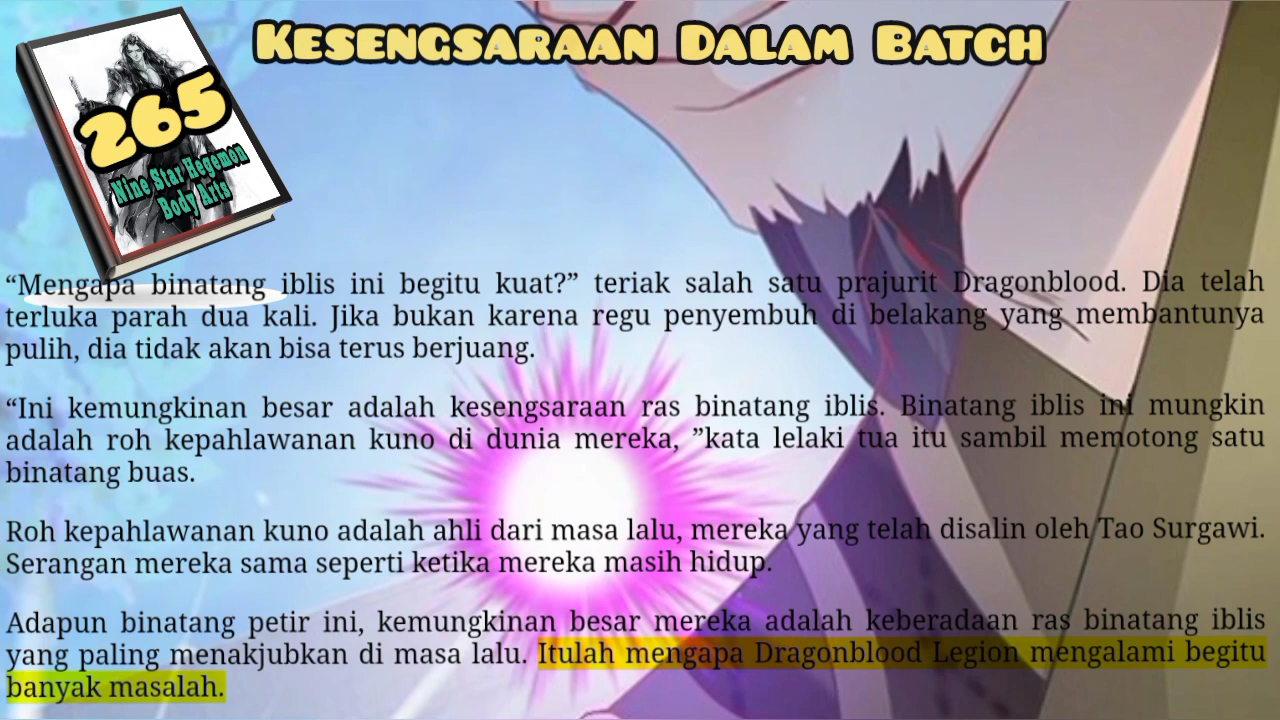 Kesengsaraan Dalam Batch
265
Nine Star Hegemon
Body Arts
“Mengapa binatang iblis ini begitu kuat?” teriak salah satu prajurit Dragonblood. Dia telah
terluka parah dua kali. Jika bukan karena regu penyembuh di belakang yang membantunya
pulih, dia tidak akan bisa terus berjuang.
“Ini kemungkinan besar adalah kesengsaraan ras binatang iblis. Binatang iblis ini mungkin
adalah roh kepahlawanan kuno di dunia mereka, ”kata lelaki tua itu sambil memotong satu
binatang buas.
Roh kepahlawanan kuno adalah ahli dari masa lalu, mereka yang telah disalin oleh Tao Surgawi.
Serangan mereka sama seperti ketika mereka masih hidup.
Adapun binatang petir ini, kemungkinan besar mereka adalah keberadaan ras binatang iblis
yang paling menakjubkan di masa lalu. Itulah mengapa Dragonblood Legion mengalami begitu
banyak masalah.